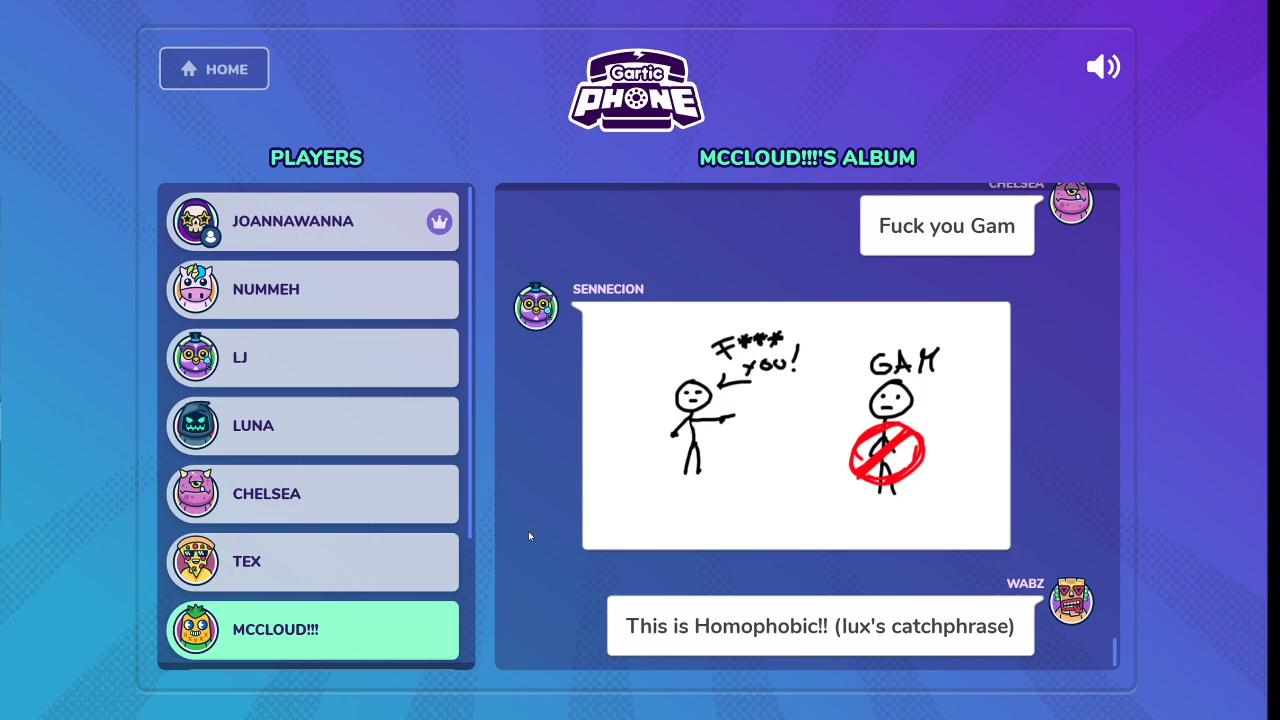 HOME
Gartic
PHONE
PLAYERS
MCCLOUD!!!'S ALBUM
JOANNAWANNA
NUMMEH
LJ
LUNA
CHELSEA
TEX
MCCLOUD!!!
CHELSEA
Fuck you Gam
SENNECION
F***
YOU!
GAM
WABZ
This is Homophobic!! (lux's catchphrase)